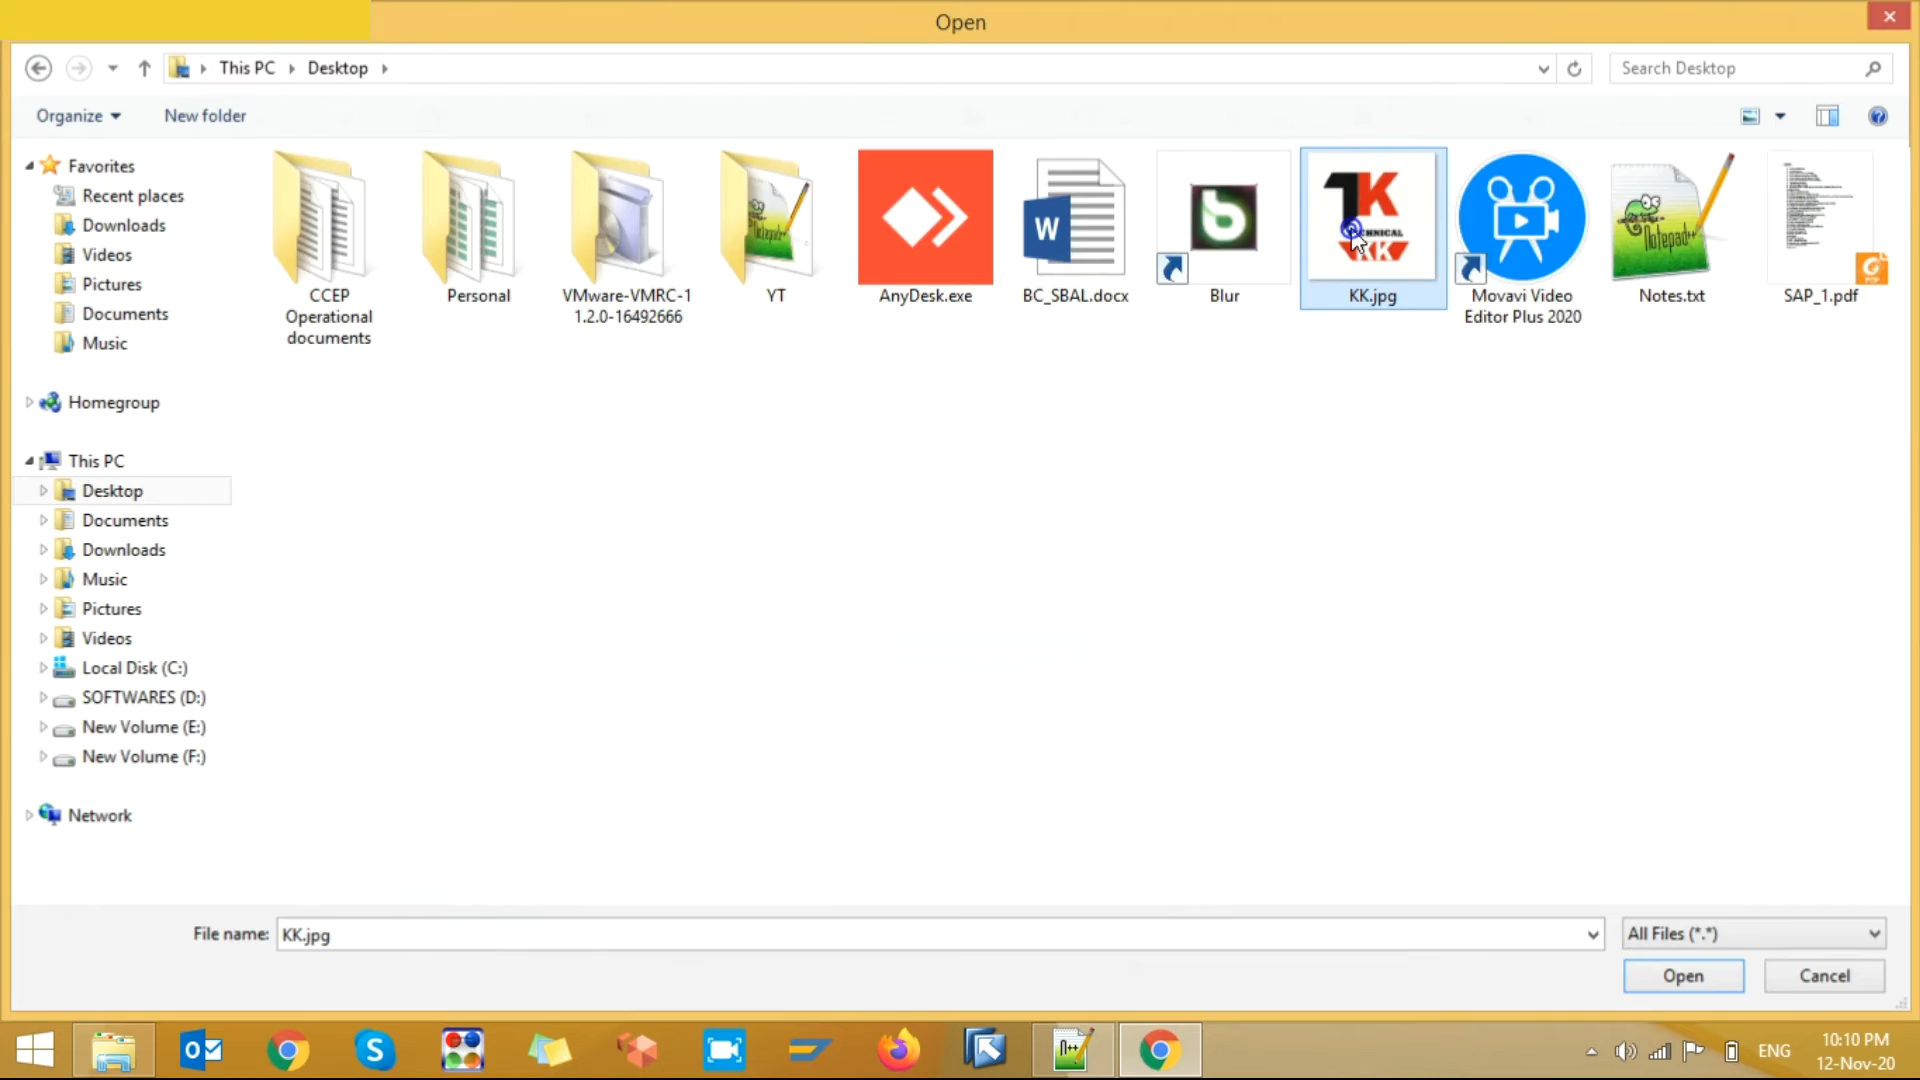 Open
This PC
Desktop
Search Desktop
Organize
New folder
Favorites
Recent places
Downloads
Videos
Pictures
Documents
Music
Homegroup
This PC
Desktop
Documents
Downloads
Music
Pictures
Videos
Local Disk (C:)
SOFTWARES (D:)
New Volume (E:)
New Volume (F:)
Network
CCEP
Operational
documents
Personal
VMware-VMRC-1
1.2.0-16492666
YT
AnyDesk.exe
W
BC_SBAL.docx
Blur
KK.jpg
Movavi Video
Editor Plus 2020
Notepad++
Notes.txt
SAP_1.pdf
File name:
KK.jpg
All Files (*.*)
Open
Cancel
ENG
10:10 PM
12-Nov-20